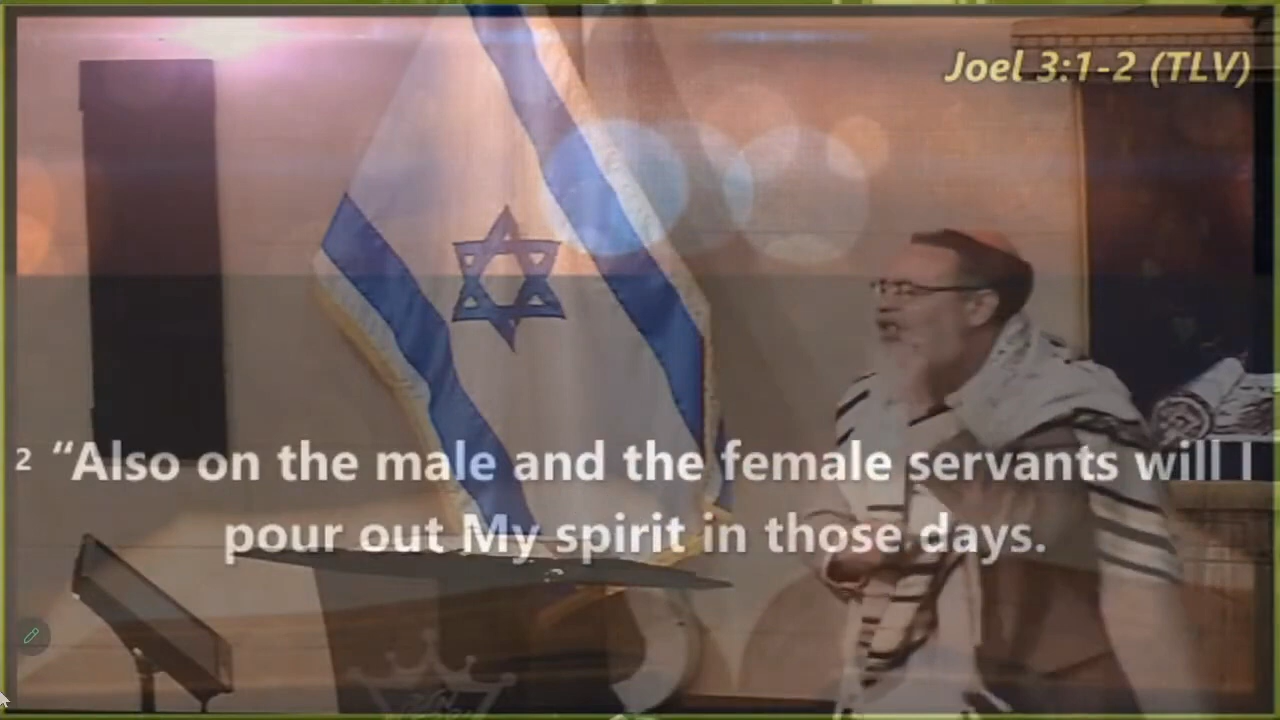 Joel 3:1-2 (TLV)
2 “Also on the male and the female servants will I
pour out My spirit in those days.